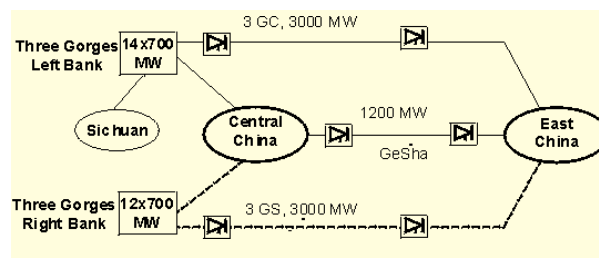 3 GC, 3000 MW
Three Gorges
Left Bank
14x700
MW
Sichuan
Central
China
1200 MW
GeSha
East
China
Three Gorges
Right Bank
12x700
MW
3 GS, 3000 MW